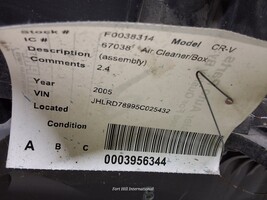 Stock # F0038314 Model CR-V
IC # 67038
Description Air Cleaner/Box
Comments (assembly)
2.4
Year 2005
VIN JHLRD78995C025432
Located
Condition
A B C
0003956344